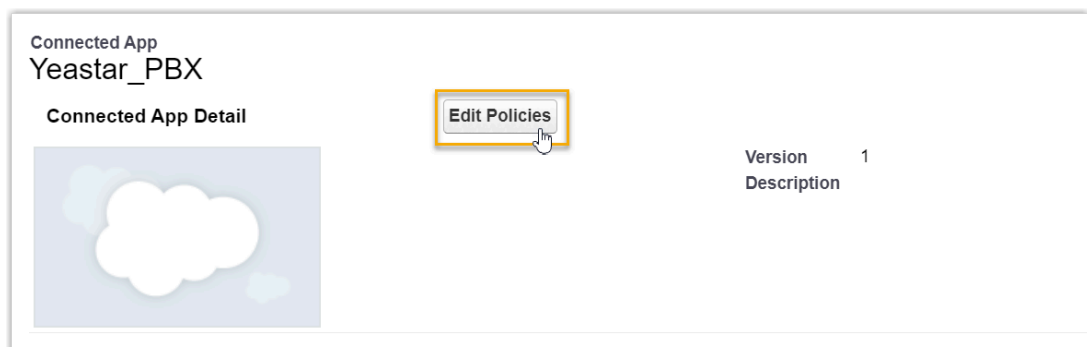 Connected App
Yeastar_PBX
Connected App Detail
Edit Policies
Version 1
Description